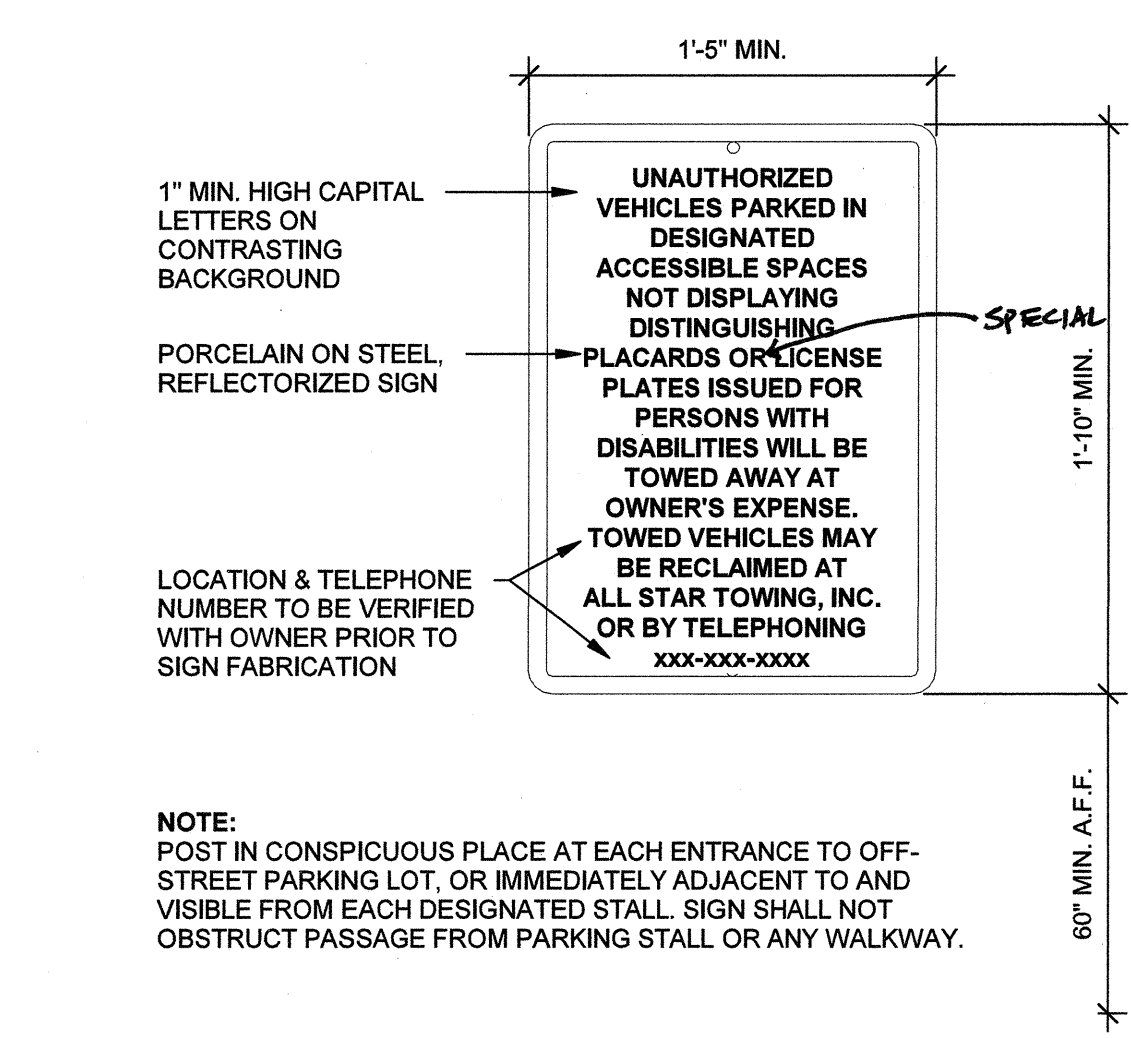 1'-5" MIN.
1" MIN. HIGH CAPITAL
LETTERS ON
CONTRASTING
BACKGROUND
PORCELAIN ON STEEL,
REFLECTORIZED SIGN
LOCATION & TELEPHONE
NUMBER TO BE VERIFIED
WITH OWNER PRIOR TO
SIGN FABRICATION
UNAUTHORIZED
VEHICLES PARKED IN
DESIGNATED
ACCESSIBLE SPACES
NOT DISPLAYING
DISTINGUISHING
PLACARDS OR LICENSE
PLATES ISSUED FOR
PERSONS WITH
DISABILITIES WILL BE
TOWED AWAY AT
OWNER'S EXPENSE.
TOWED VEHICLES MAY
BE RECLAIMED AT
ALL STAR TOWING, INC.
OR BY TELEPHONING
xxx-xxx-xxxx
SPECIAL
1'-10" MIN.
60" MIN. A.F.F.
NOTE:
POST IN CONSPICUOUS PLACE AT EACH ENTRANCE TO OFF-
STREET PARKING LOT, OR IMMEDIATELY ADJACENT TO AND
VISIBLE FROM EACH DESIGNATED STALL. SIGN SHALL NOT
OBSTRUCT PASSAGE FROM PARKING STALL OR ANY WALKWAY.